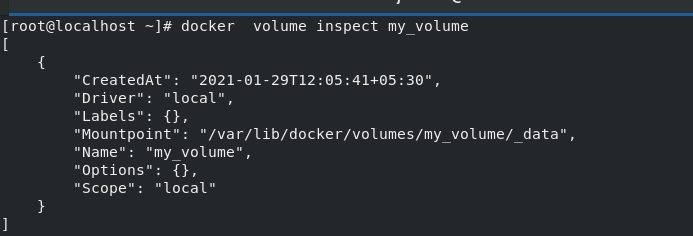 [root@localhost ~]# docker  volume inspect my_volume
[
    {
        "CreatedAt": "2021-01-29T12:05:41+05:30",
        "Driver": "local",
        "Labels": {},
        "Mountpoint": "/var/lib/docker/volumes/my_volume/_data",
        "Name": "my_volume",
        "Options": {},
        "Scope": "local"
    }
]